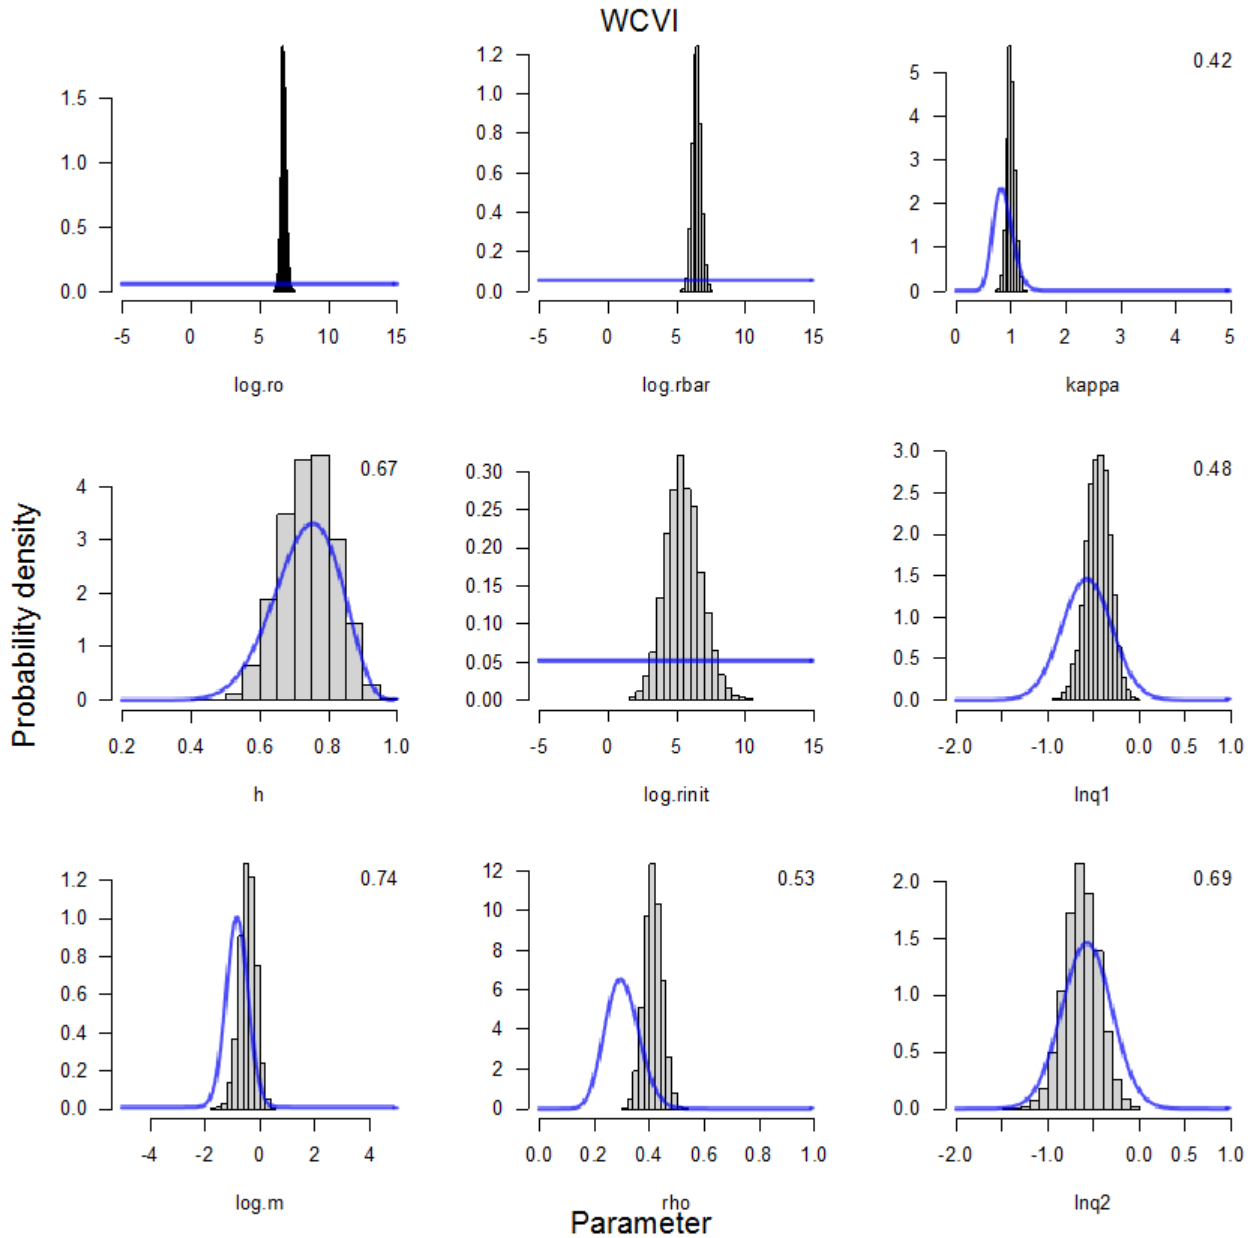 WCVI
1.5
1.0
0.5
0.0
-5 0 5 10 15
log.ro
1.2
1.0
0.8
0.6
0.4
0.2
0.0
-5 0 5 10 15
log.rbar
0.42
5
4
3
2
1
0
0 1 2 3 4 5
kappa
Probability density
0.67
4
3
2
1
0
0.2 0.4 0.6 0.8 1.0
h
0.30
0.25
0.20
0.15
0.10
0.05
0.00
-5 0 5 10 15
log.rinit
0.48
3.0
2.5
2.0
1.5
1.0
0.5
0.0
-2.0 -1.0 0.0 0.5 1.0
lnq1
0.74
1.2
1.0
0.8
0.6
0.4
0.2
0.0
-4 -2 0 2 4
log.m
0.53
12
10
8
6
4
2
0
0.0 0.2 0.4 0.6 0.8 1.0
rho
0.69
2.0
1.5
1.0
0.5
0.0
-2.0 -1.0 0.0 0.5 1.0
lnq2
Parameter